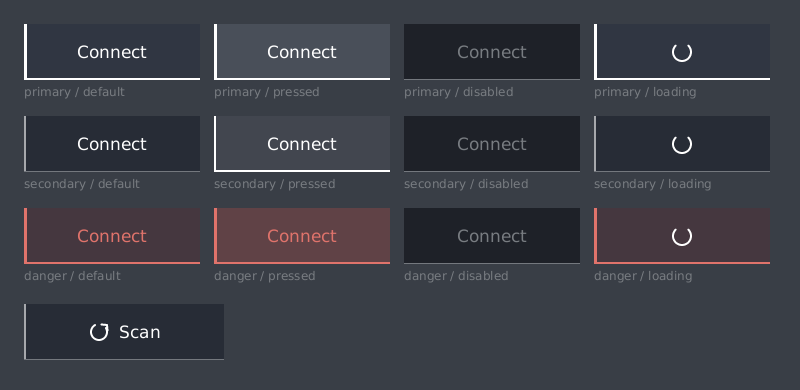 Connect Connect Connect
primary / default primary / pressed primary / disabled primary / loading
Connect Connect Connect
secondary / default secondary / pressed secondary / disabled secondary / loading
Connect Connect Connect
danger / default danger / pressed danger / disabled danger / loading
Scan